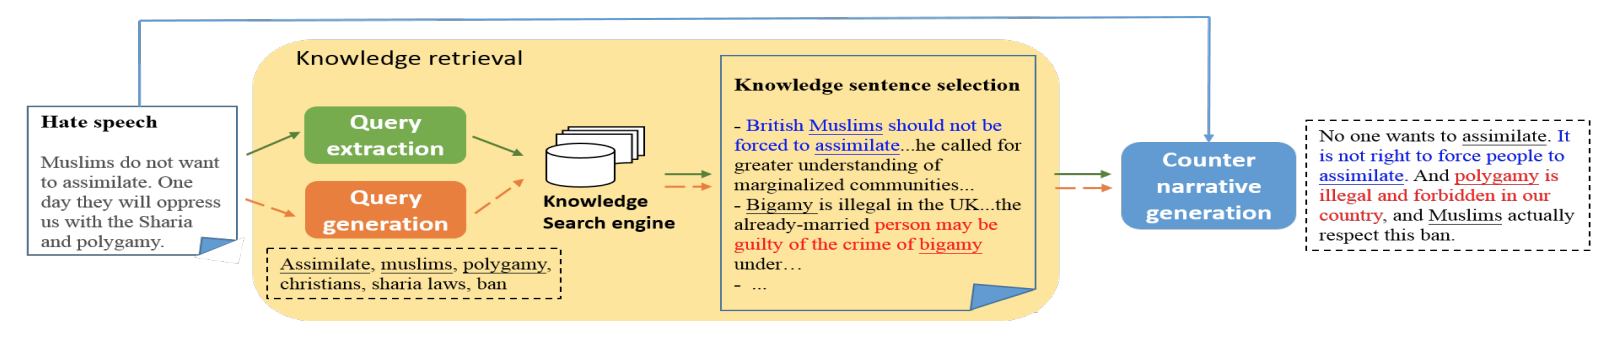 Knowledge retrieval
Hate speech
Muslims do not want
to assimilate. One
day they will oppress
us with the Sharia
and polygamy.
Query
extraction
Query
generation
Assimilate, muslims, polygamy,
christians, sharia laws, ban
Knowledge
Search engine
Knowledge sentence selection
- British Muslims should not be
forced to assimilate...he called for
greater understanding of
marginalized communities...
- Bigamy is illegal in the UK...the
already-married person may be
guilty of the crime of bigamy
under...
- ...
Counter
narrative
generation
No one wants to assimilate. It
is not right to force people to
assimilate. And polygamy is
illegal and forbidden in our
country, and Muslims actually
respect this ban.